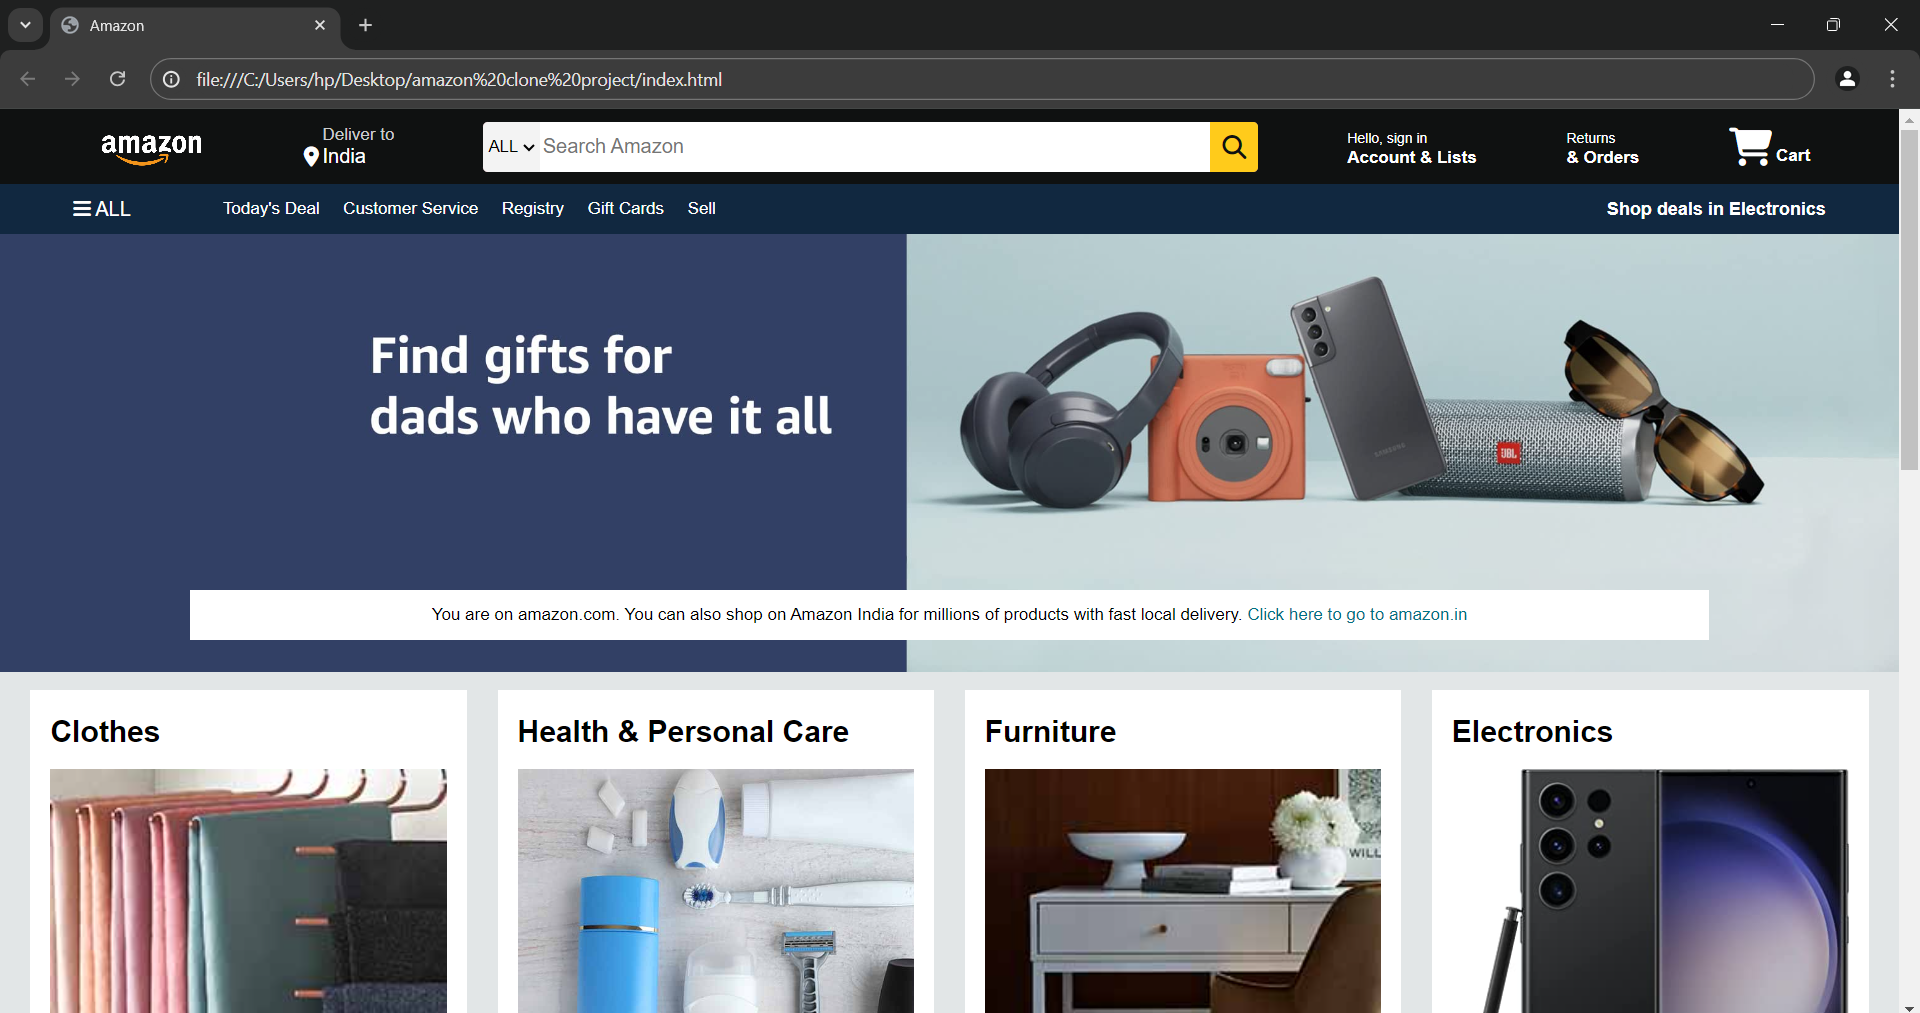 Amazon
file:///C:/Users/hp/Desktop/amazon%20clone%20project/index.html
amazon
Deliver to
India
ALL
Search Amazon
Hello, sign in
Account & Lists
Returns
& Orders
Cart
ALL
Today's Deal
Customer Service
Registry
Gift Cards
Sell
Shop deals in Electronics
Find gifts for
dads who have it all
SAMSUNG
JBL
You are on amazon.com. You can also shop on Amazon India for millions of products with fast local delivery. Click here to go to amazon.in
Clothes
Health & Personal Care
Furniture
Electronics
WILL